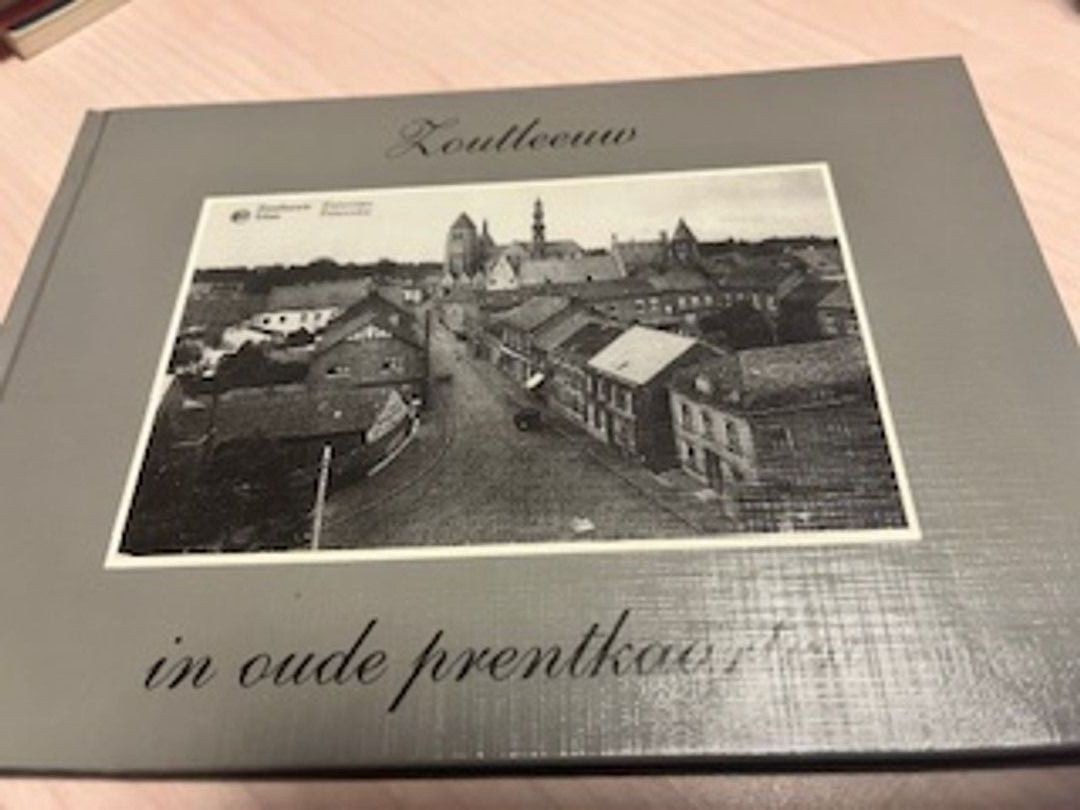 Zoutleeuw
in oude prentkaarten